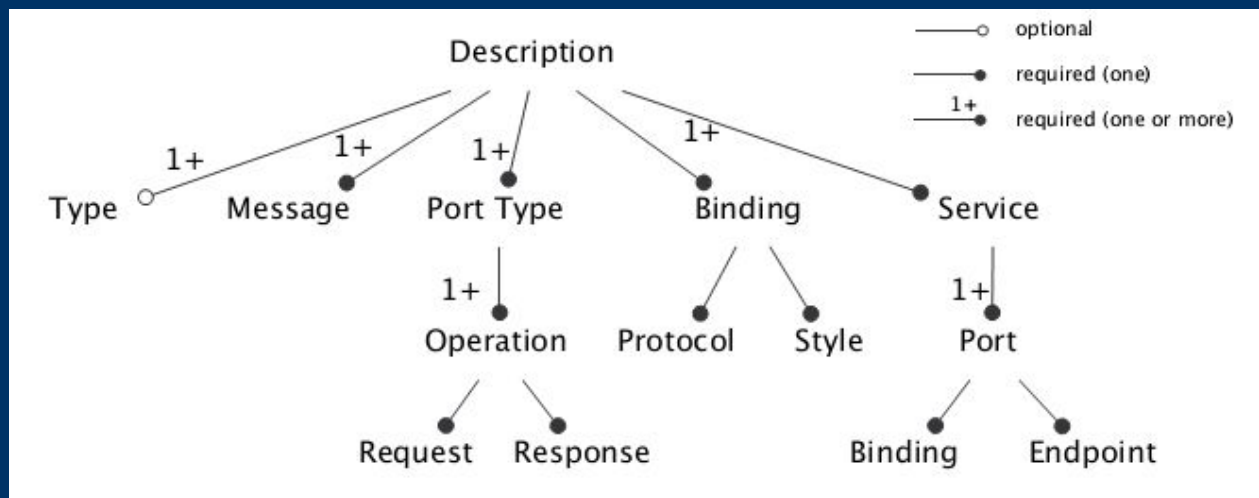 optional
Description
required (one)
1+
required (one or more)
1+
1+
1+
1+
Type
Message
Port Type
Binding
Service
1+
1+
Operation
Protocol
Style
Port
Request
Response
Binding
Endpoint